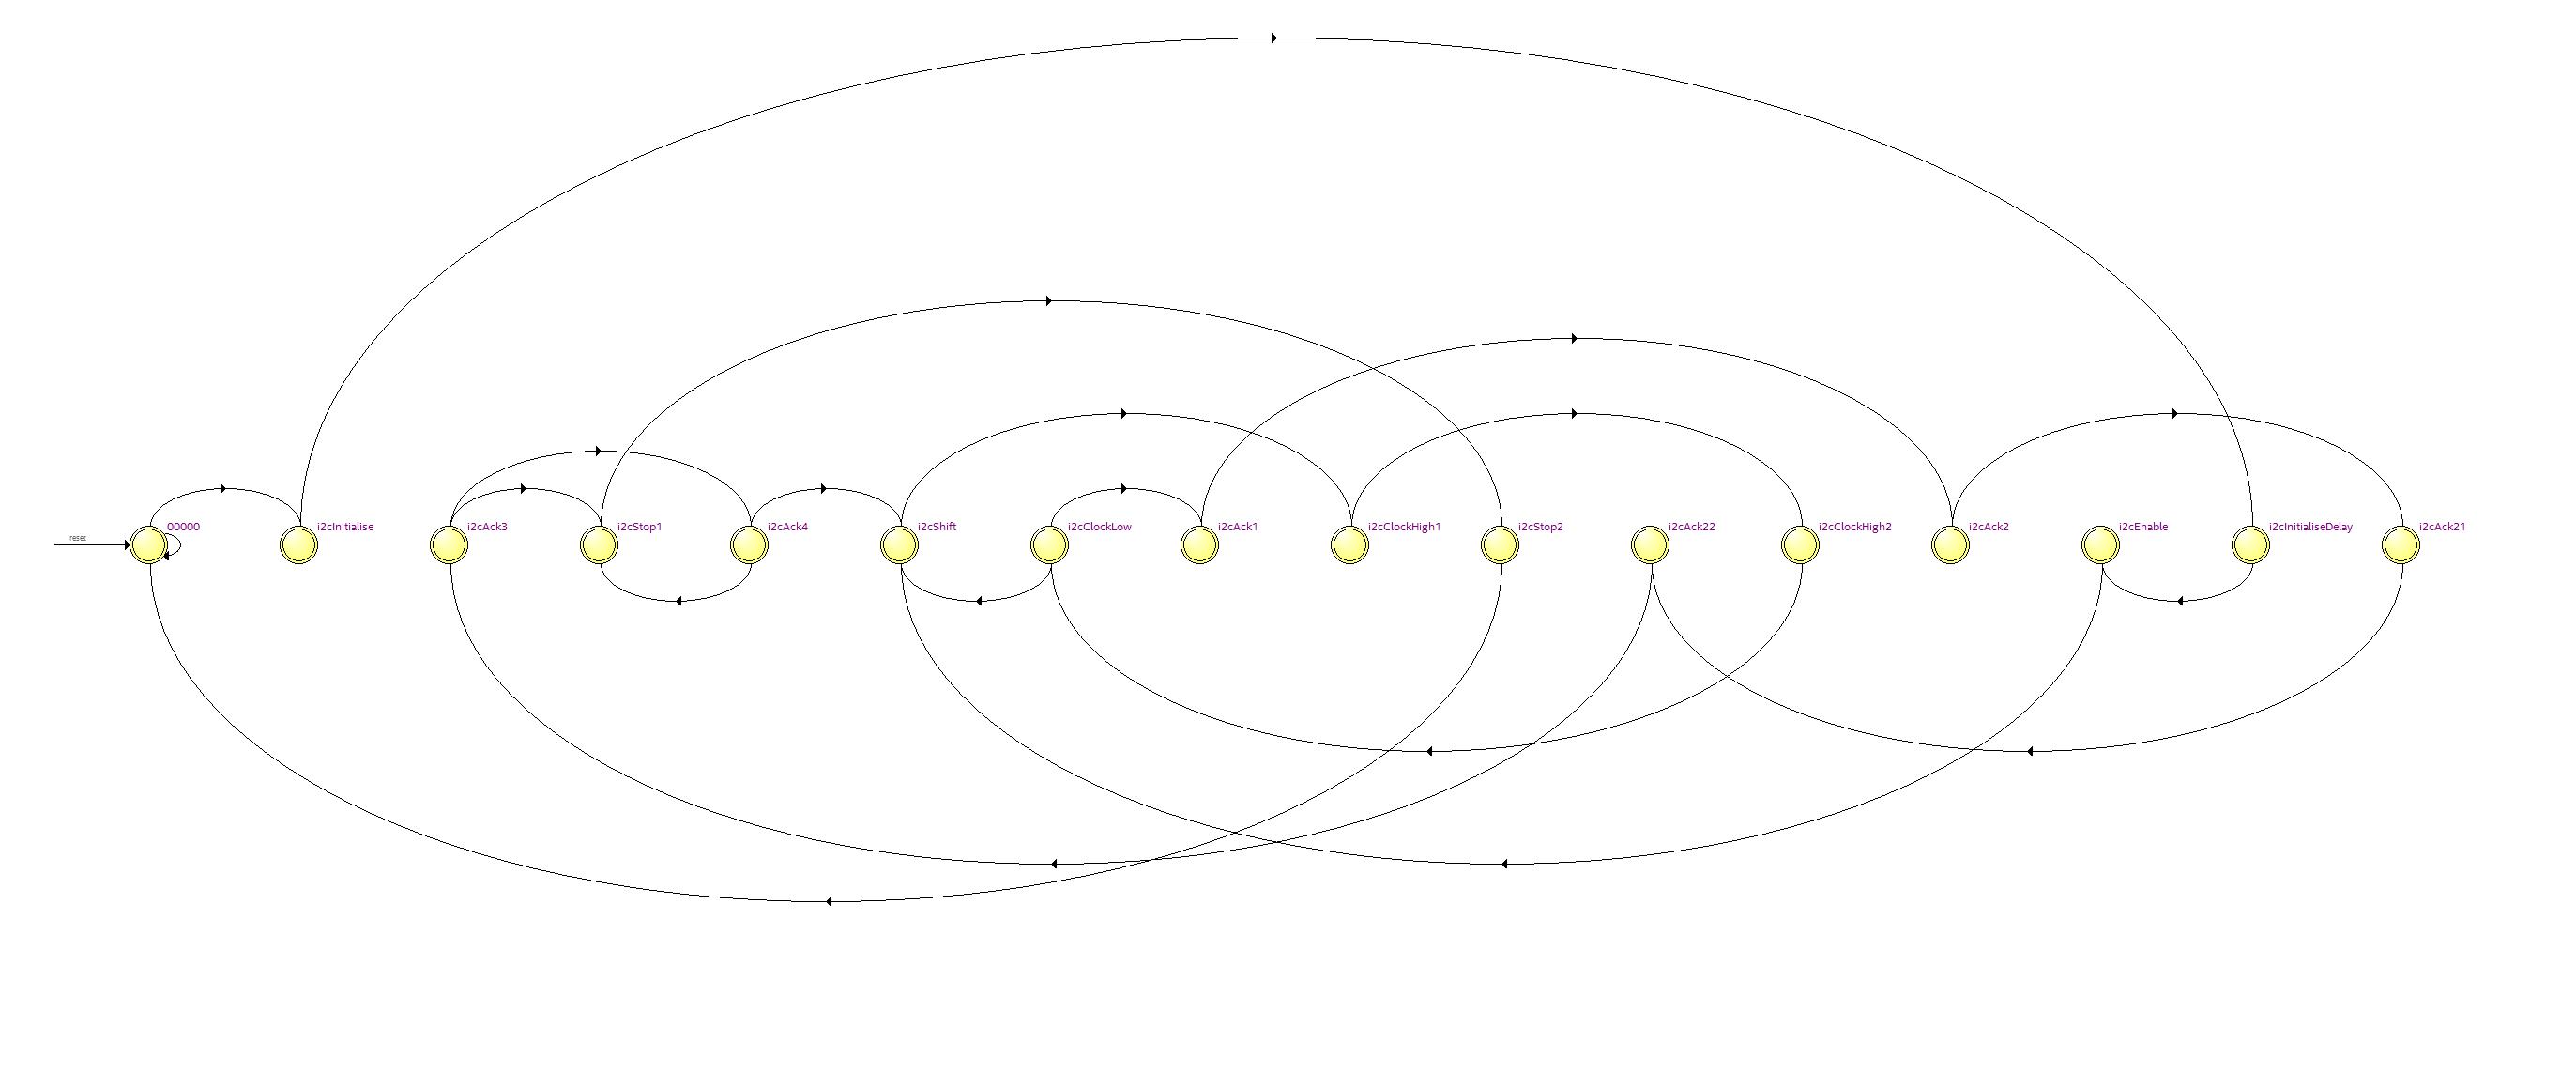 00000
i2cInitialise
i2cAck3
i2cStop1
i2cAck4
i2cShift
i2cClockLow
i2cAck1
i2cClockHigh1
i2cStop2
i2cAck22
i2cClockHigh2
i2cAck2
i2cEnable
i2cInitialiseDelay
i2cAck21
reset